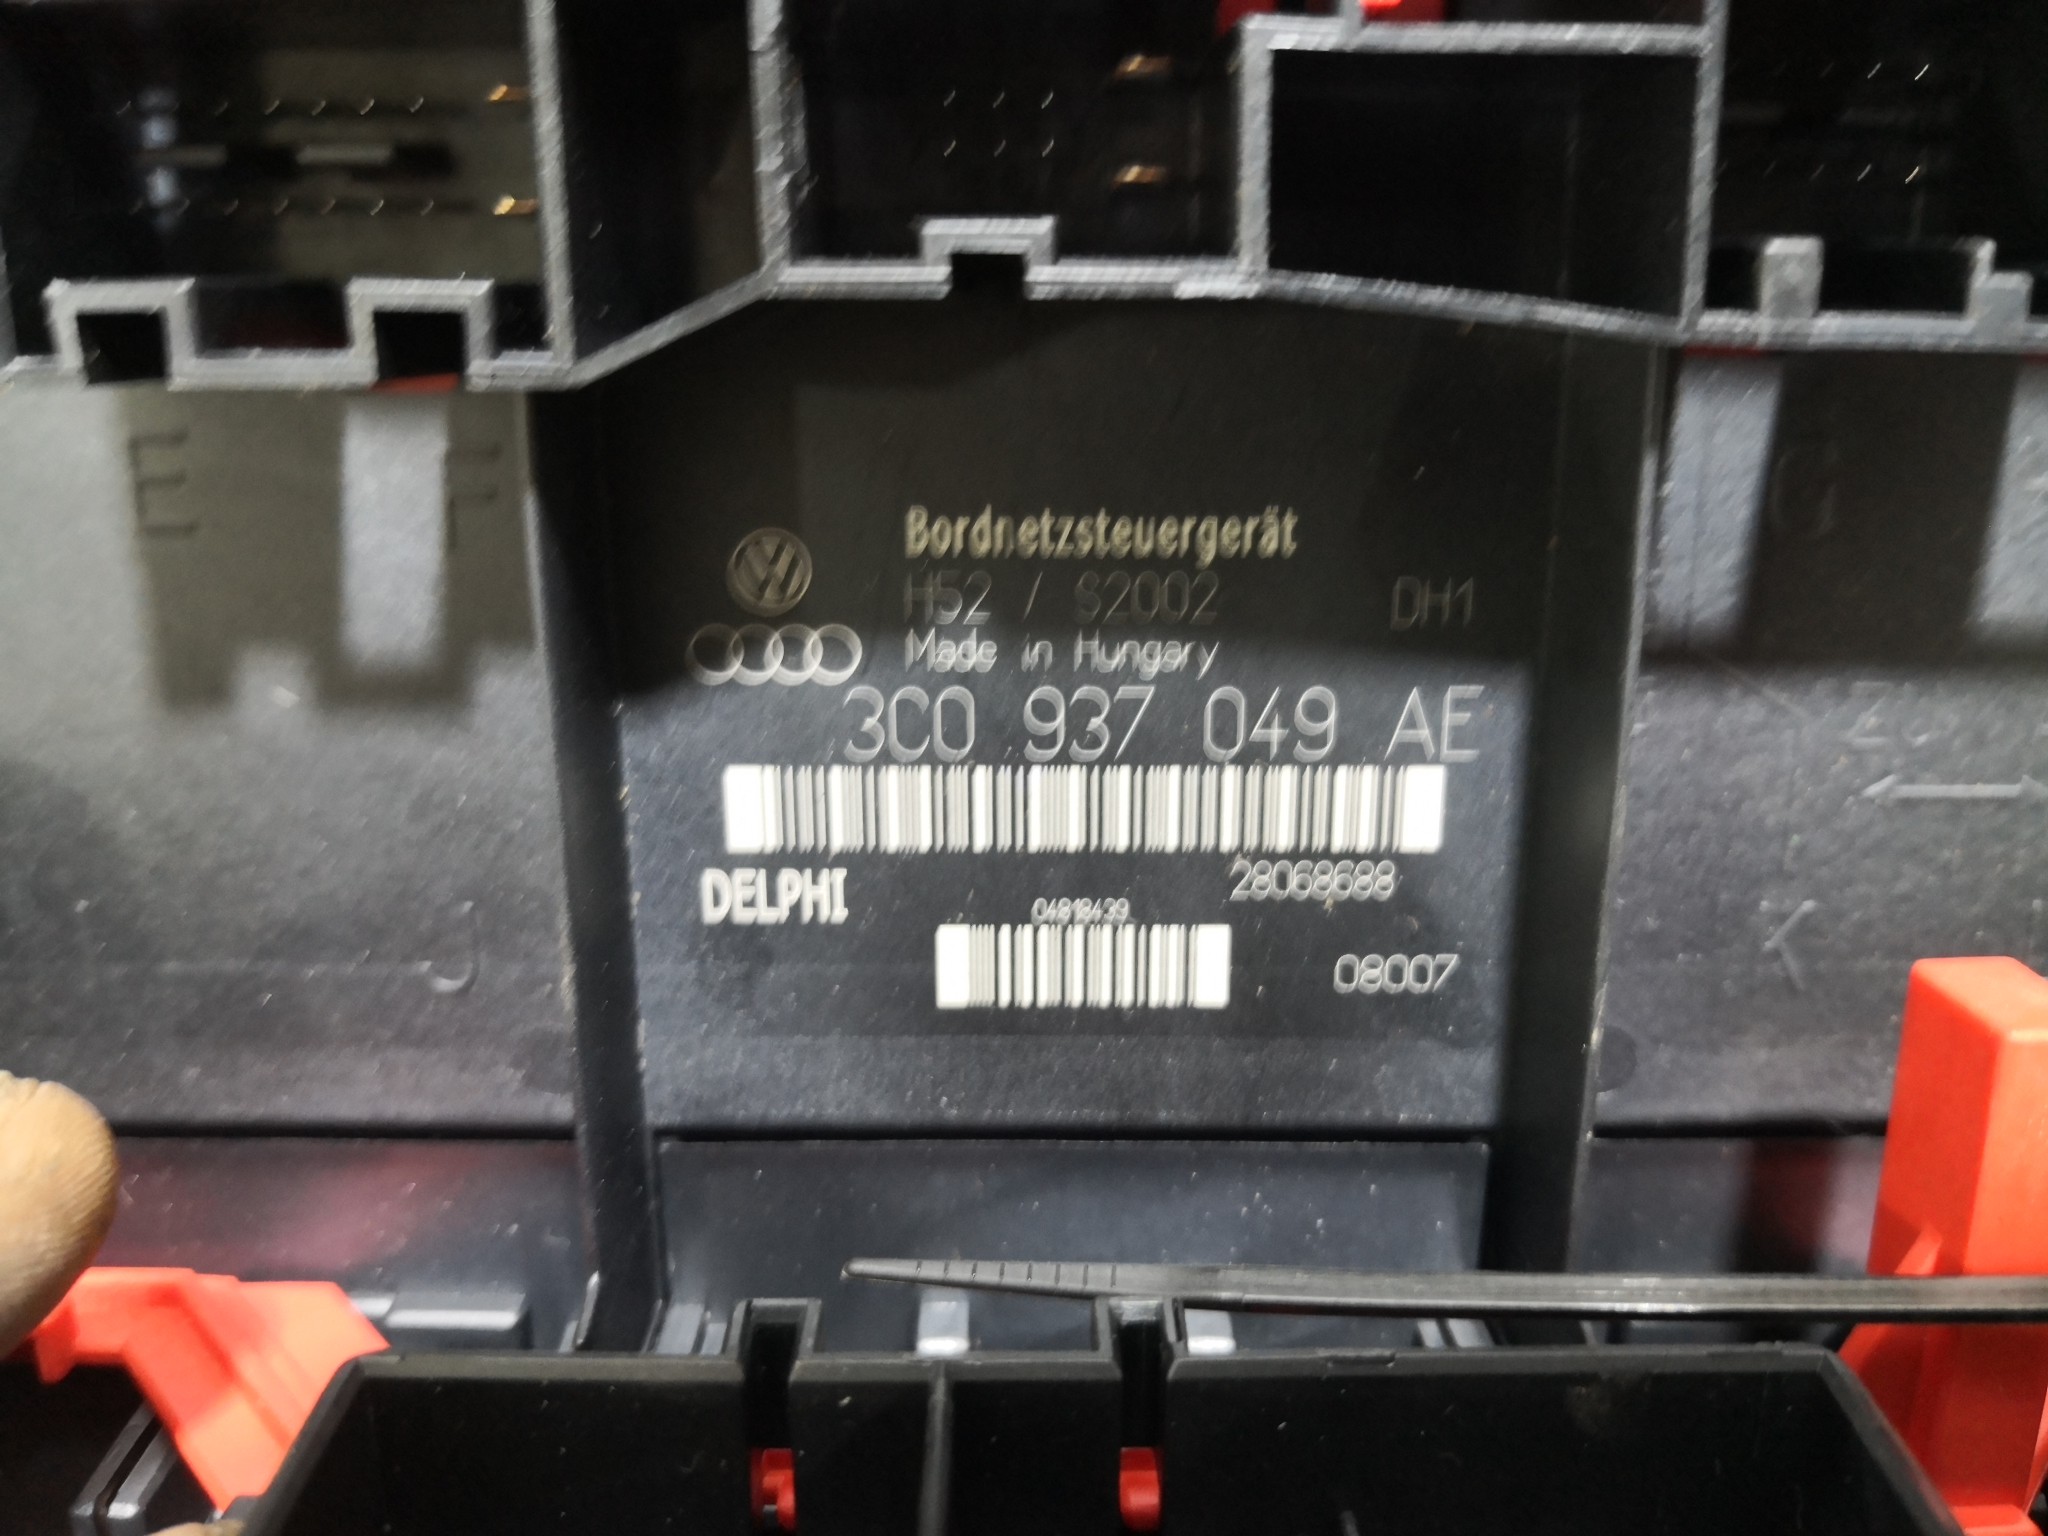 E F G
Bordnetzsteuergerät
H52 / S2002 DH1
Made in Hungary
3C0 937 049 AE
DELPHI 28068688
04818439
08007
J K